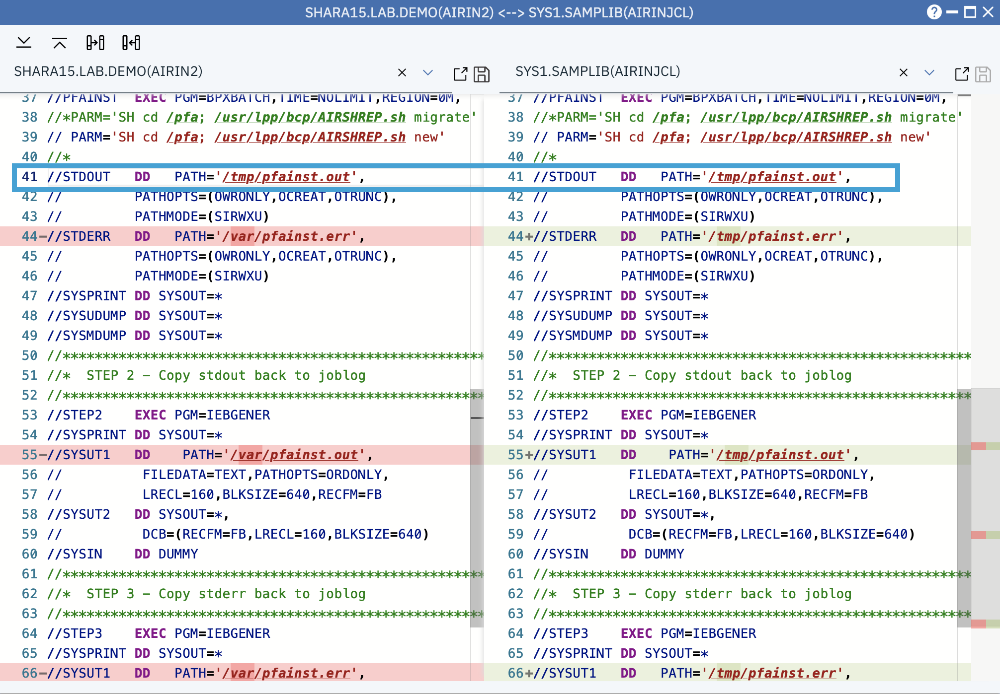 SHARA15.LAB.DEMO(AIRIN2) <--> SYS1.SAMPLIB(AIRINJCL)
SHARA15.LAB.DEMO(AIRIN2)
37 //PFAINST  EXEC PGM=BPXBATCH,TIME=NOLIMIT,REGION=0M,
38 //*PARM='SH cd /pfa; /usr/lpp/bcp/AIRSHREP.sh migrate'
39 // PARM='SH cd /pfa; /usr/lpp/bcp/AIRSHREP.sh new'
40 //*
41 //STDOUT   DD   PATH='/tmp/pfainst.out',
42 //         PATHOPTS=(OWRONLY,OCREAT,OTRUNC),
43 //         PATHMODE=(SIRWXU)
44-//STDERR   DD   PATH='/var/pfainst.err',
45 //         PATHOPTS=(OWRONLY,OCREAT,OTRUNC),
46 //         PATHMODE=(SIRWXU)
47 //SYSPRINT DD SYSOUT=*
48 //SYSUDUMP DD SYSOUT=*
49 //SYSMDUMP DD SYSOUT=*
50 //*****************************************************
51 //*  STEP 2 - Copy stdout back to joblog
52 //*****************************************************
53 //STEP2    EXEC PGM=IEBGENER
54 //SYSPRINT DD SYSOUT=*
55-//SYSUT1   DD    PATH='/var/pfainst.out',
56 //          FILEDATA=TEXT,PATHOPTS=ORDONLY,
57 //          LRECL=160,BLKSIZE=640,RECFM=FB
58 //SYSUT2   DD SYSOUT=*,
59 //          DCB=(RECFM=FB,LRECL=160,BLKSIZE=640)
60 //SYSIN    DD DUMMY
61 //*****************************************************
62 //*  STEP 3 - Copy stderr back to joblog
63 //*****************************************************
64 //STEP3    EXEC PGM=IEBGENER
65 //SYSPRINT DD SYSOUT=*
66-//SYSUT1   DD   PATH='/var/pfainst.err',
SYS1.SAMPLIB(AIRINJCL)
37 //PFAINST  EXEC PGM=BPXBATCH,TIME=NOLIMIT,REGION=0M,
38 //*PARM='SH cd /pfa; /usr/lpp/bcp/AIRSHREP.sh migrate'
39 // PARM='SH cd /pfa; /usr/lpp/bcp/AIRSHREP.sh new'
40 //*
41 //STDOUT   DD   PATH='/tmp/pfainst.out',
42 //         PATHOPTS=(OWRONLY,OCREAT,OTRUNC),
43 //         PATHMODE=(SIRWXU)
44+//STDERR   DD   PATH='/tmp/pfainst.err',
45 //         PATHOPTS=(OWRONLY,OCREAT,OTRUNC),
46 //         PATHMODE=(SIRWXU)
47 //SYSPRINT DD SYSOUT=*
48 //SYSUDUMP DD SYSOUT=*
49 //SYSMDUMP DD SYSOUT=*
50 //*****************************************************
51 //*  STEP 2 - Copy stdout back to joblog
52 //*****************************************************
53 //STEP2    EXEC PGM=IEBGENER
54 //SYSPRINT DD SYSOUT=*
55+//SYSUT1   DD    PATH='/tmp/pfainst.out',
56 //          FILEDATA=TEXT,PATHOPTS=ORDONLY,
57 //          LRECL=160,BLKSIZE=640,RECFM=FB
58 //SYSUT2   DD SYSOUT=*,
59 //          DCB=(RECFM=FB,LRECL=160,BLKSIZE=640)
60 //SYSIN    DD DUMMY
61 //*****************************************************
62 //*  STEP 3 - Copy stderr back to joblog
63 //*****************************************************
64 //STEP3    EXEC PGM=IEBGENER
65 //SYSPRINT DD SYSOUT=*
66+//SYSUT1   DD   PATH='/tmp/pfainst.err',